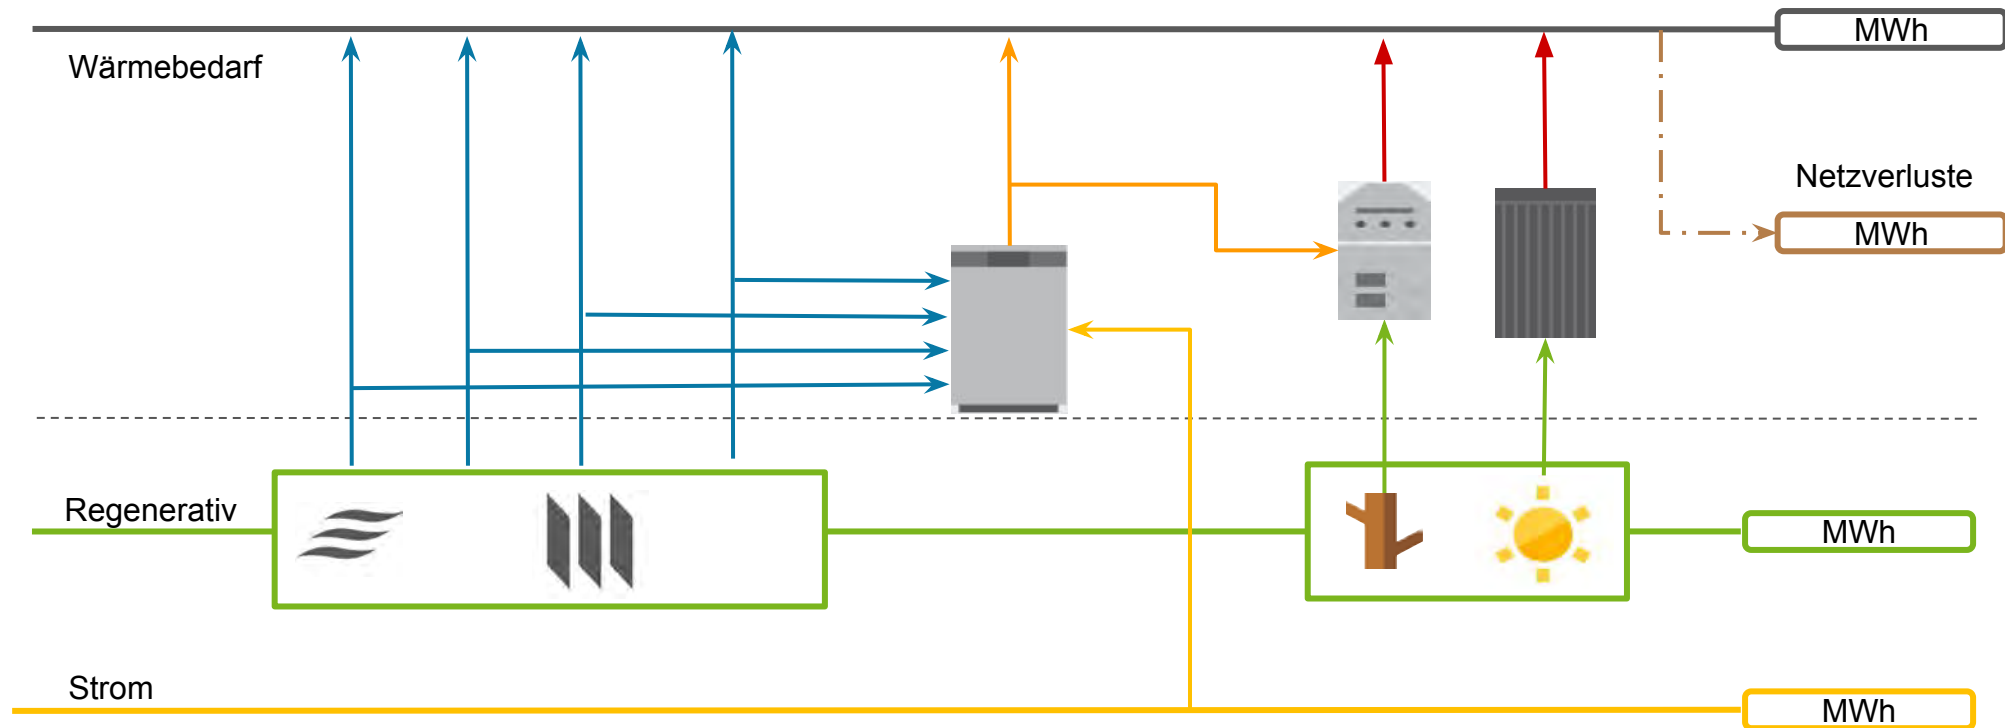 MWh
Wärmebedarf
Netzverluste
MWh
Regenerativ
MWh
Strom
MWh